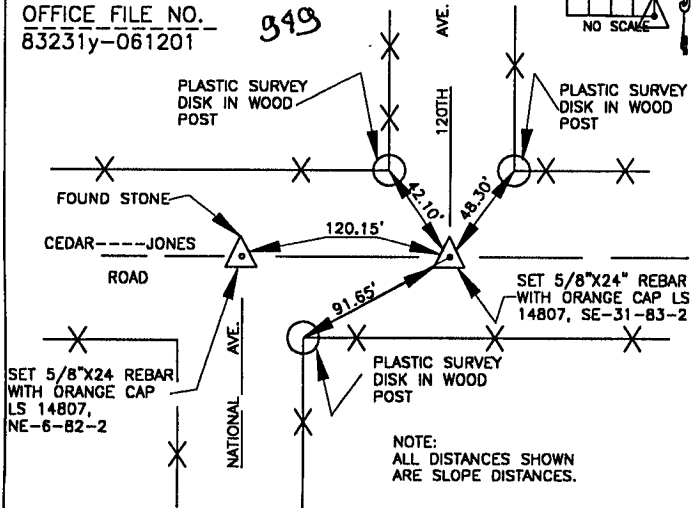 OFFICE FILE NO.
83231y-061201
949
NO SCALE
AVE.
120TH
PLASTIC SURVEY
DISK IN WOOD
POST
PLASTIC SURVEY
DISK IN WOOD
POST
42.10'
48.30'
FOUND STONE
120.15'
CEDAR----JONES
ROAD
91.65'
SET 5/8"X24" REBAR
WITH ORANGE CAP LS
14807, SE-31-83-2
SET 5/8"X24 REBAR
WITH ORANGE CAP
LS 14807,
NE-6-82-2
NATIONAL AVE.
PLASTIC SURVEY
DISK IN WOOD
POST
NOTE:
ALL DISTANCES SHOWN
ARE SLOPE DISTANCES.